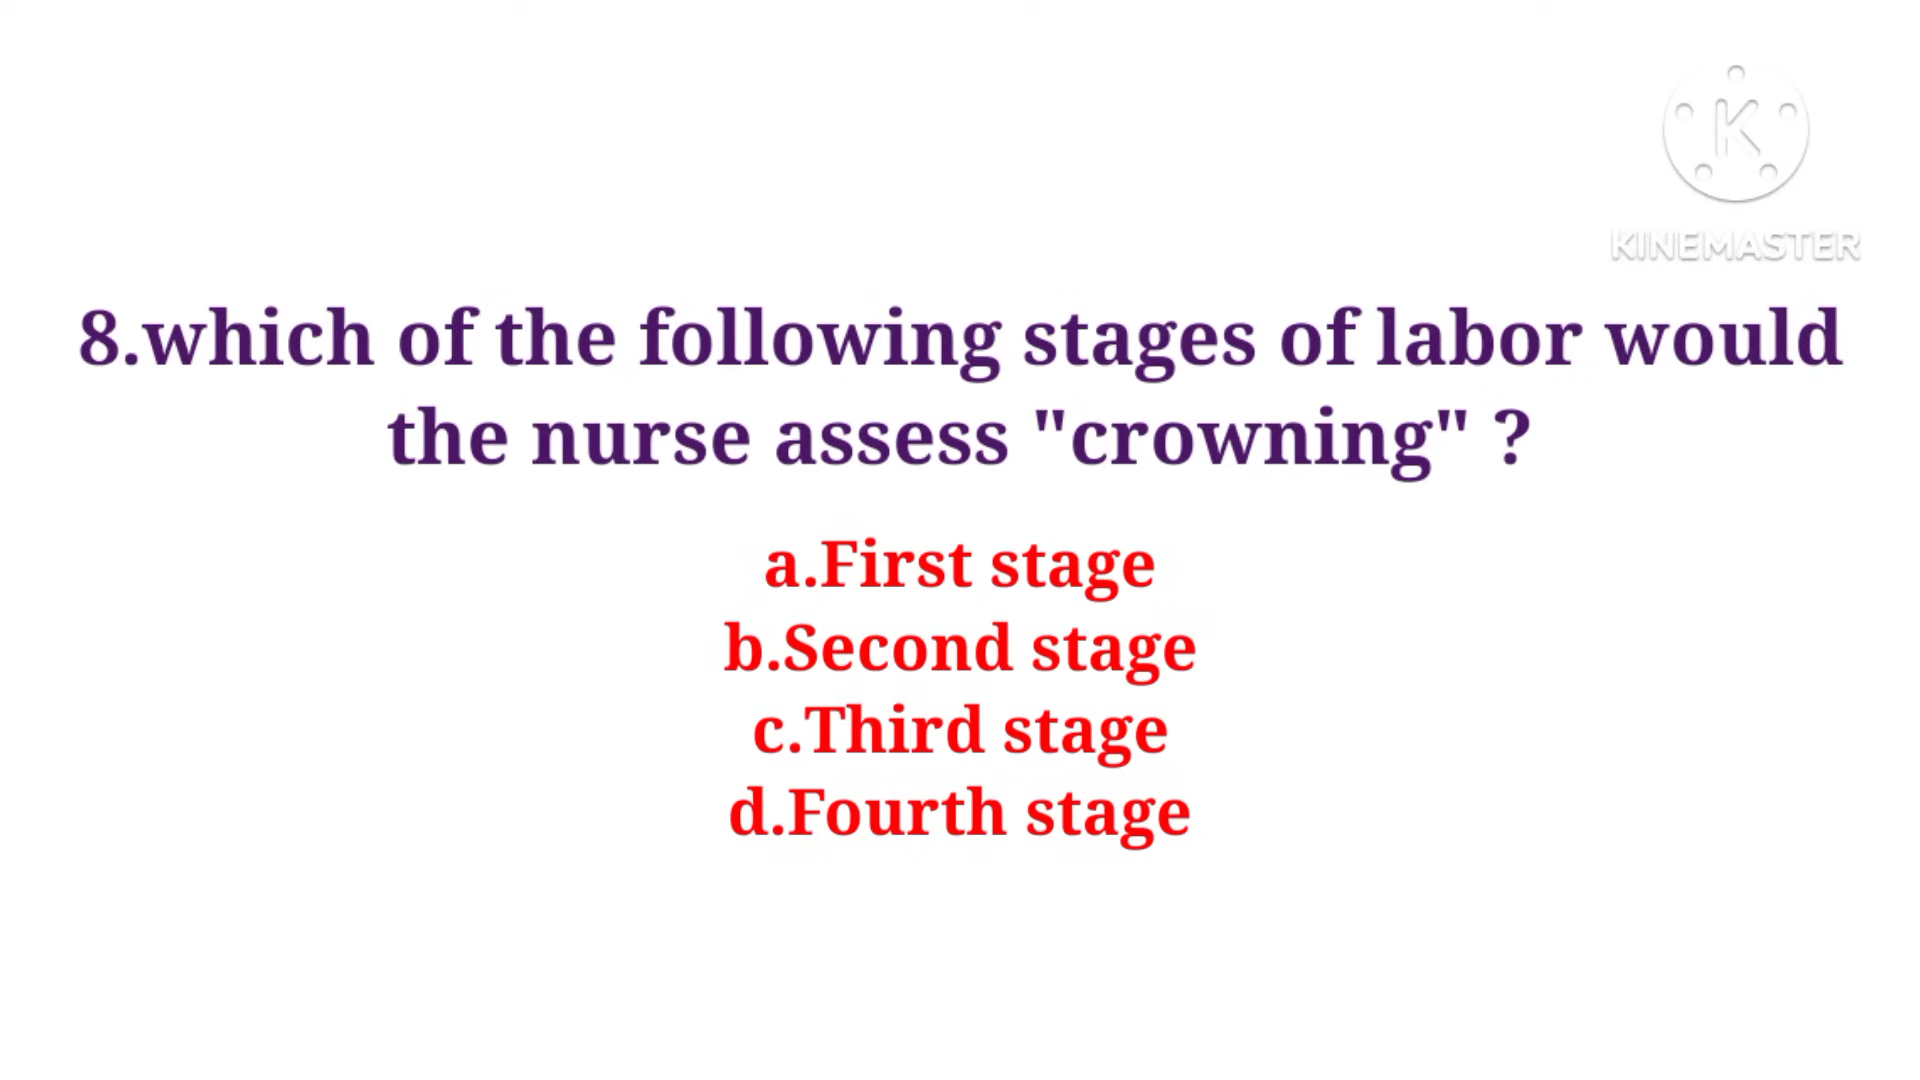 K
KINEMASTER
8.which of the following stages of labor would
the nurse assess "crowning" ?
a.First stage
b.Second stage
c.Third stage
d.Fourth stage